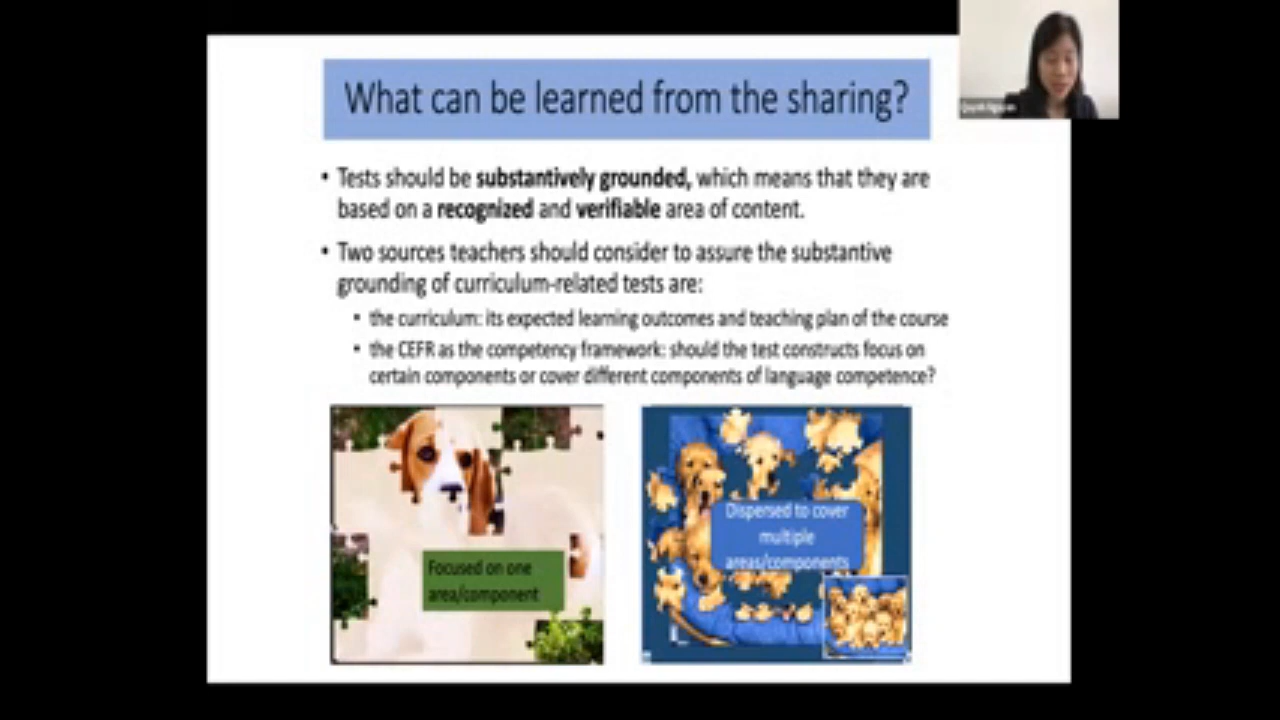 What can be learned from the sharing?
• Tests should be substantively grounded, which means that they are
based on a recognized and verifiable area of content.
• Two sources teachers should consider to assure the substantive
grounding of curriculum-related tests are:
• the curriculum: its expected learning outcomes and teaching plan of the course
• the CEFR as the competency framework: should the test constructs focus on
certain components or cover different components of language competence?
Focused on one
area/component
Dispersed to cover
multiple
areas/components